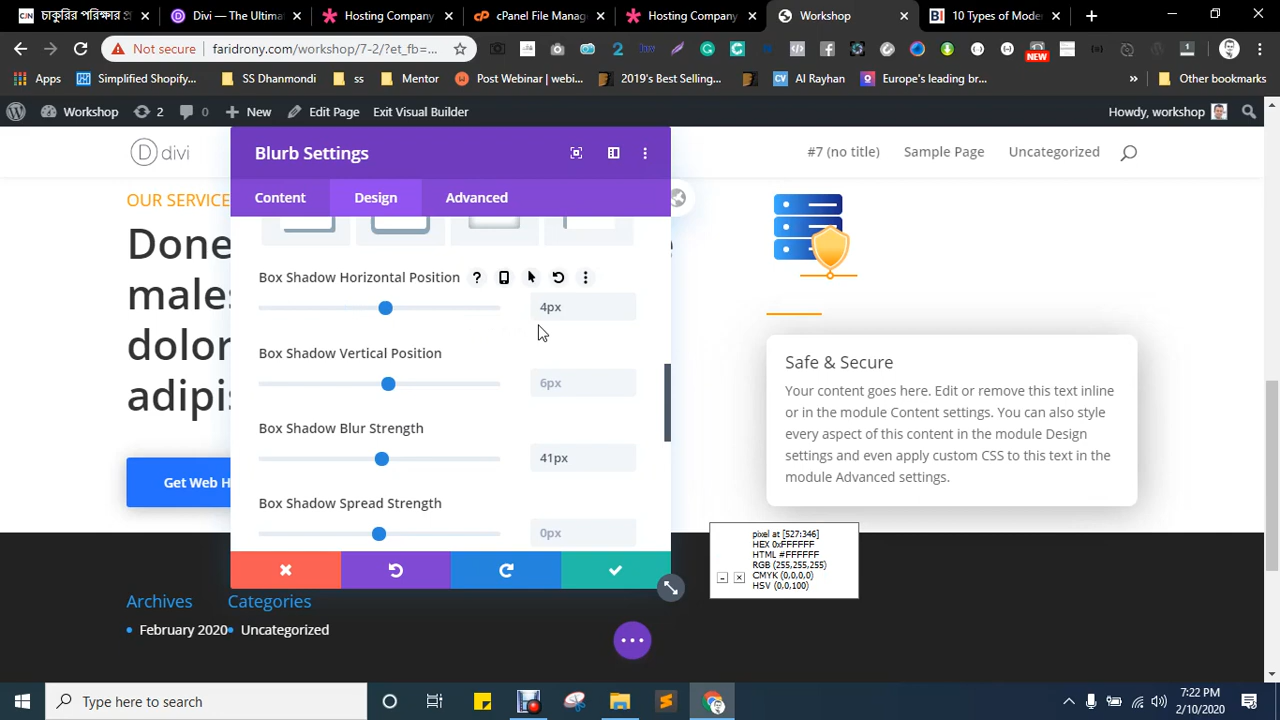 চাকুরির পরিক্ষার প্র
Divi — The Ultima
Hosting Category
cPanel File Manag
Hosting Company
Workshop
10 Types of Moder
Not secure
faridrony.com/workshop/7-2/?et_fb=...
NEW
1
Apps
Simplified Shopify...
SS Dhanmondi
ss
Mentor
Post Webinar | webi...
2019's Best Selling...
Al Rayhan
Europe's leading br...
»
Other bookmarks
Workshop
2
0
New
Edit Page
Exit Visual Builder
Howdy, workshop
divi
#7 (no title)
Sample Page
Uncategorized
Blurb Settings
Content
Design
Advanced
OUR SERVICE
Done
males
dolor
adipis
e
Get Web H
Box Shadow Horizontal Position
4px
Box Shadow Vertical Position
6px
Box Shadow Blur Strength
41px
Box Shadow Spread Strength
0px
Safe & Secure
Your content goes here. Edit or remove this text inline
or in the module Content settings. You can also style
every aspect of this content in the module Design
settings and even apply custom CSS to this text in the
module Advanced settings.
pixel at [527:346]
HEX 0xFFFFFF
HTML #FFFFFF
RGB (255,255,255)
CMYK (0,0,0,0)
HSV (0,0,100)
Archives
Categories
February 2020
Uncategorized
Type here to search
7:22 PM
2/10/2020